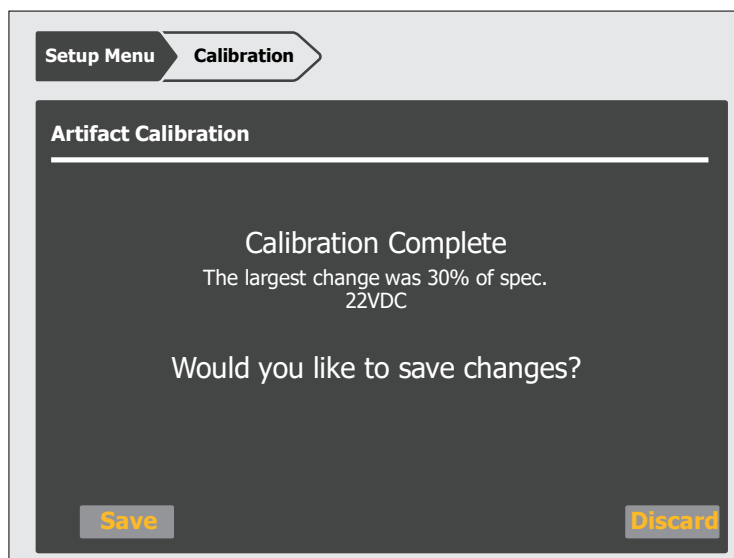 Setup Menu
Calibration
Artifact Calibration
Calibration Complete
The largest change was 30% of spec.
22VDC
Would you like to save changes?
Save
Discard